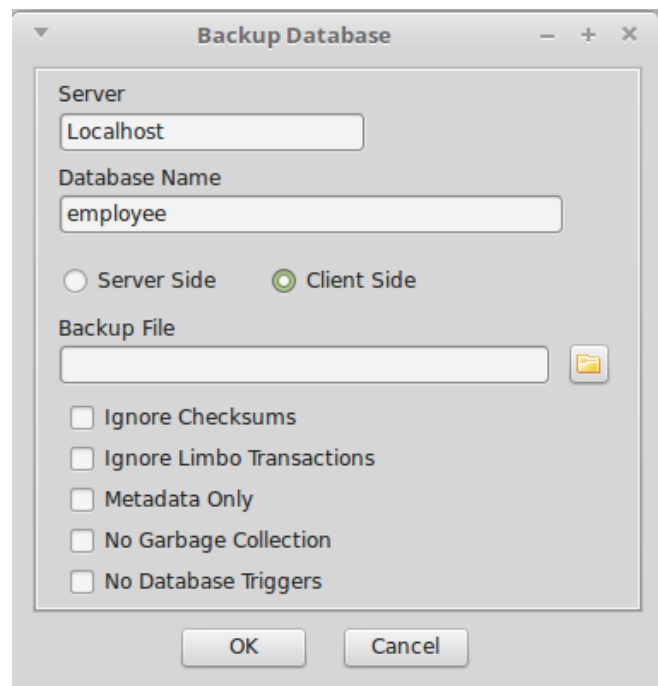 Backup Database
Server
Localhost
Database Name
employee
Server Side Client Side
Backup File
Ignore Checksums
Ignore Limbo Transactions
Metadata Only
No Garbage Collection
No Database Triggers
OK Cancel